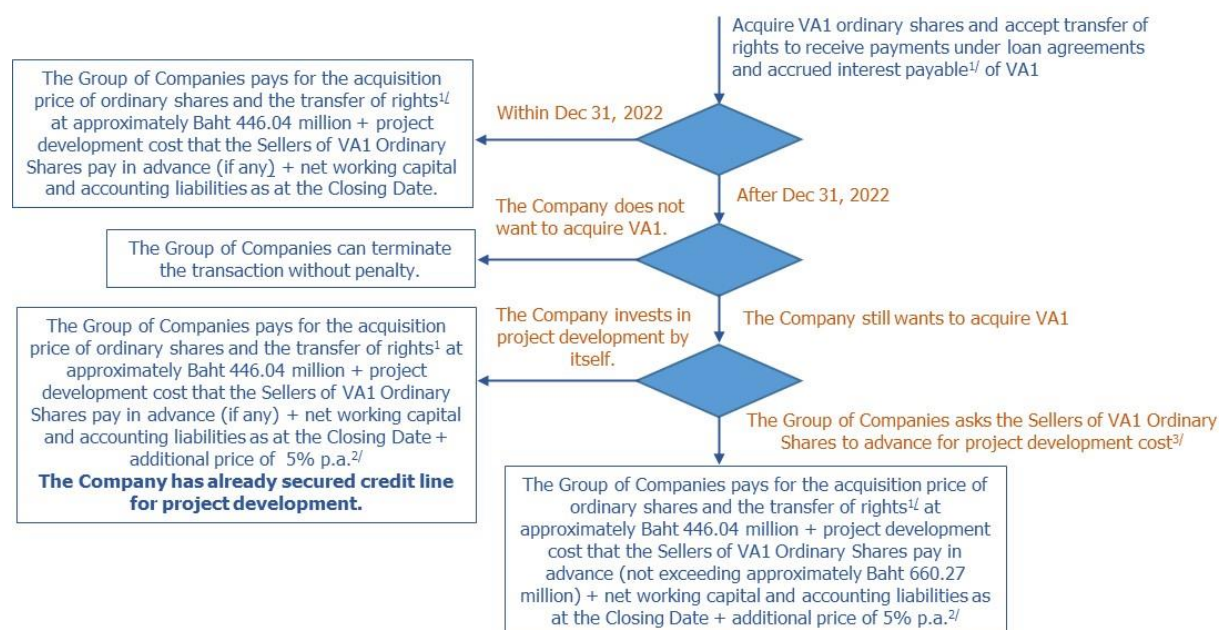 Acquire VA1 ordinary shares and accept transfer of
rights to receive payments under loan agreements
and accrued interest payable1/ of VA1
The Group of Companies pays for the acquisition
price of ordinary shares and the transfer of rights1/
at approximately Baht 446.04 million + project
development cost that the Sellers of VA1 Ordinary
Shares pay in advance (if any) + net working capital
and accounting liabilities as at the Closing Date.
Within Dec 31, 2022
After Dec 31, 2022
The Company does not
want to acquire VA1.
The Group of Companies can terminate
the transaction without penalty.
The Company invests in
project development by
itself.
The Company still wants to acquire VA1
The Group of Companies pays for the acquisition
price of ordinary shares and the transfer of rights1 at
approximately Baht 446.04 million + project
development cost that the Sellers of VA1 Ordinary
Shares pay in advance (if any) + net working capital
and accounting liabilities as at the Closing Date +
additional price of 5% p.a.2/
The Company has already secured credit line
for project development.
The Group of Companies asks the Sellers of VA1 Ordinary
Shares to advance for project development cost3/
The Group of Companies pays for the acquisition price of
ordinary shares and the transfer of rights1/ at
approximately Baht 446.04 million + project development
cost that the Sellers of VA1 Ordinary Shares pay in
advance (not exceeding approximately Baht 660.27
million) + net working capital and accounting liabilities as
at the Closing Date + additional price of 5% p.a.2/